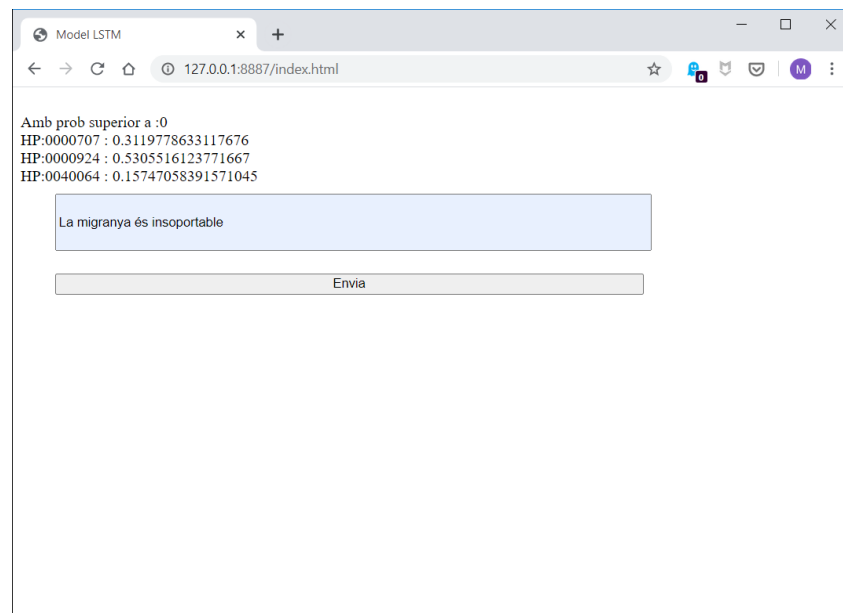 Model LSTM
127.0.0.1:8887/index.html
0
M
Amb prob superior a :0
HP:0000707 : 0.3119778633117676
HP:0000924 : 0.5305516123771667
HP:0040064 : 0.15747058391571045
La migranya és insoportable
Envia